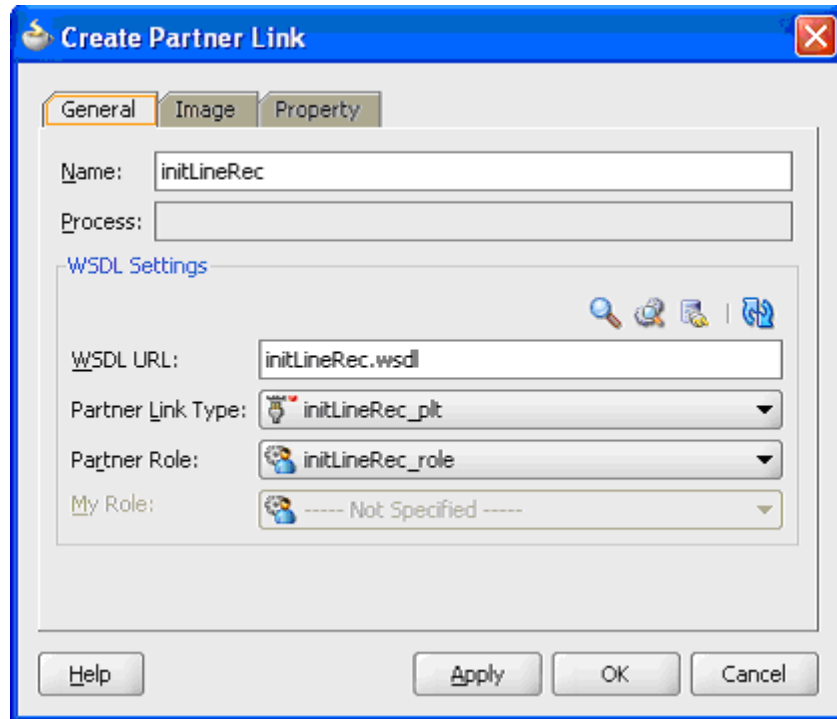 Create Partner Link
General Image Property
Name: initLineRec
Process:
WSDL Settings
WSDL URL: initLineRec.wsdl
Partner Link Type: initLineRec_plt
Partner Role: initLineRec_role
My Role: ----- Not Specified -----
Help Apply OK Cancel